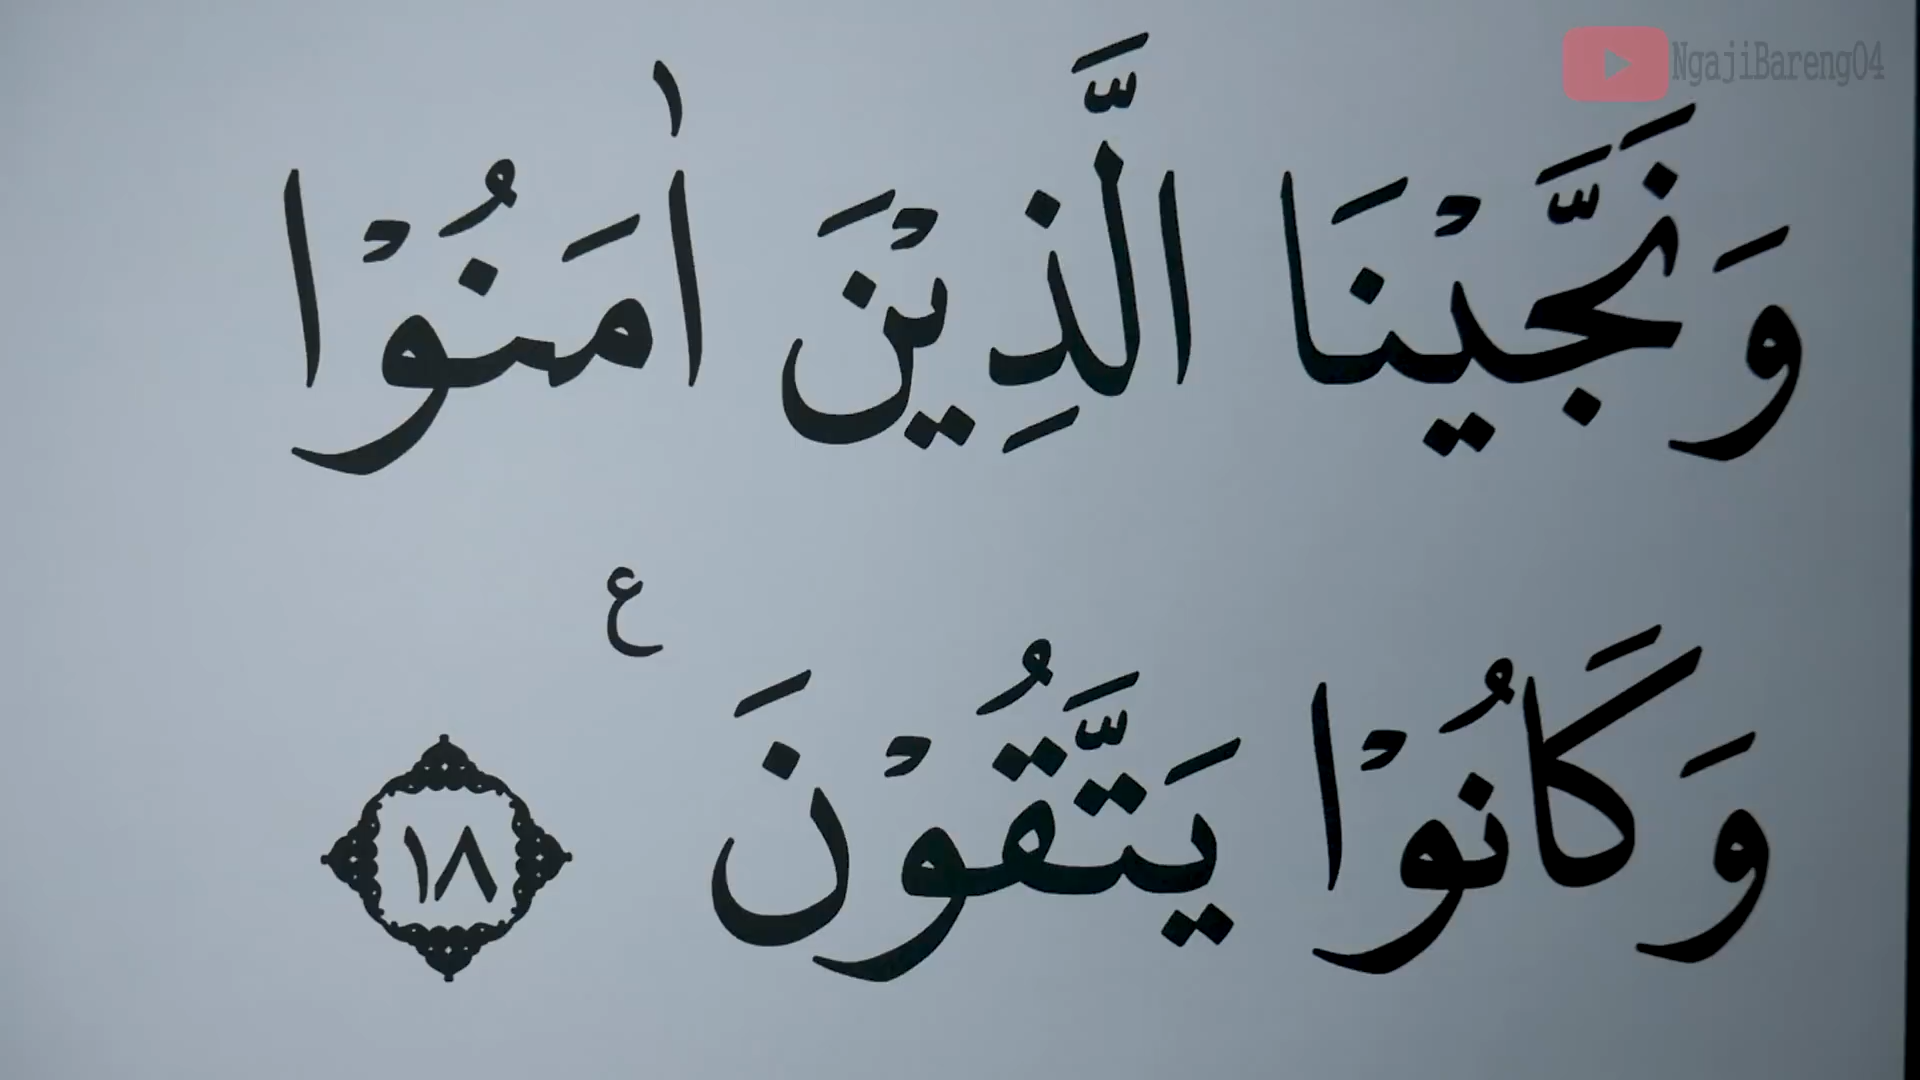 NgajiBareng04
وَنَجَّيْنَا الَّذِيْنَ اٰمَنُوْا
وَكَانُوْا يَتَّقُوْنَ ࣖ ١٨